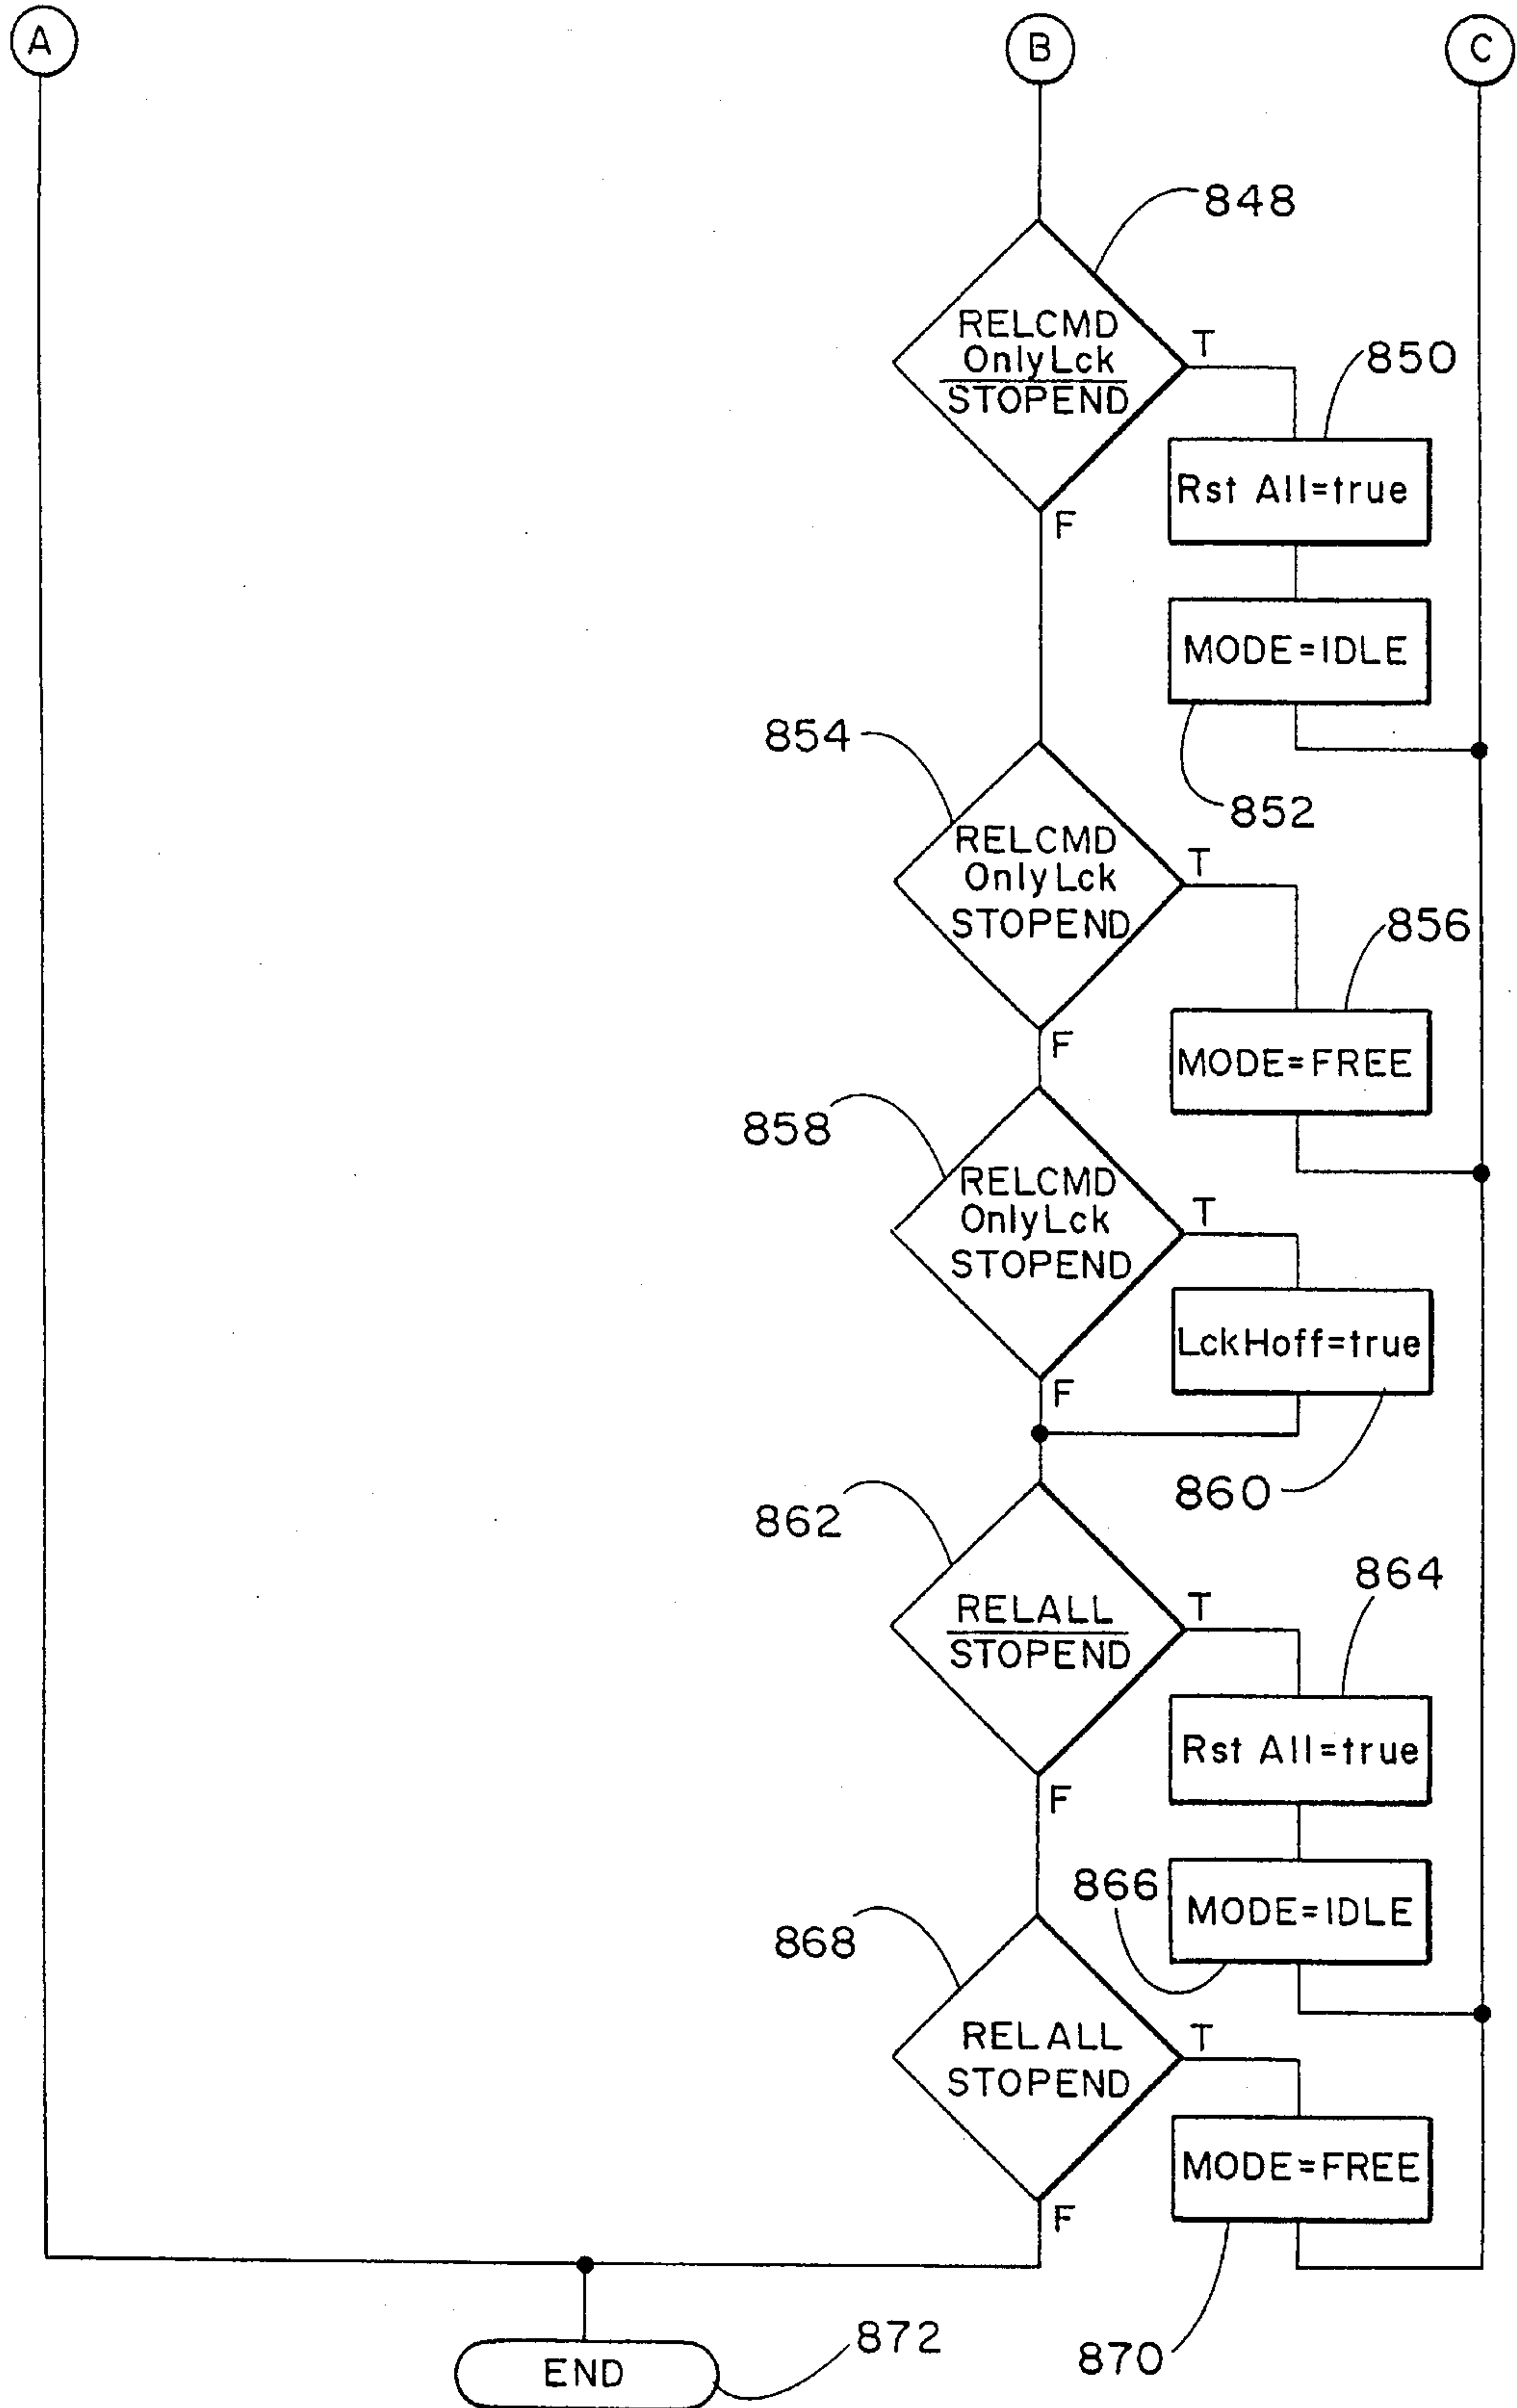 A
B
C
848
RELCMD
OnlyLck
STOPEND
T
F
850
Rst All=true
MODE=IDLE
852
854
RELCMD
OnlyLck
STOPEND
T
F
856
MODE=FREE
858
RELCMD
OnlyLck
STOPEND
T
F
LckHoff=true
860
862
RELALL
STOPEND
T
F
864
Rst All=true
866
MODE=IDLE
868
RELALL
STOPEND
T
F
MODE=FREE
870
END
872